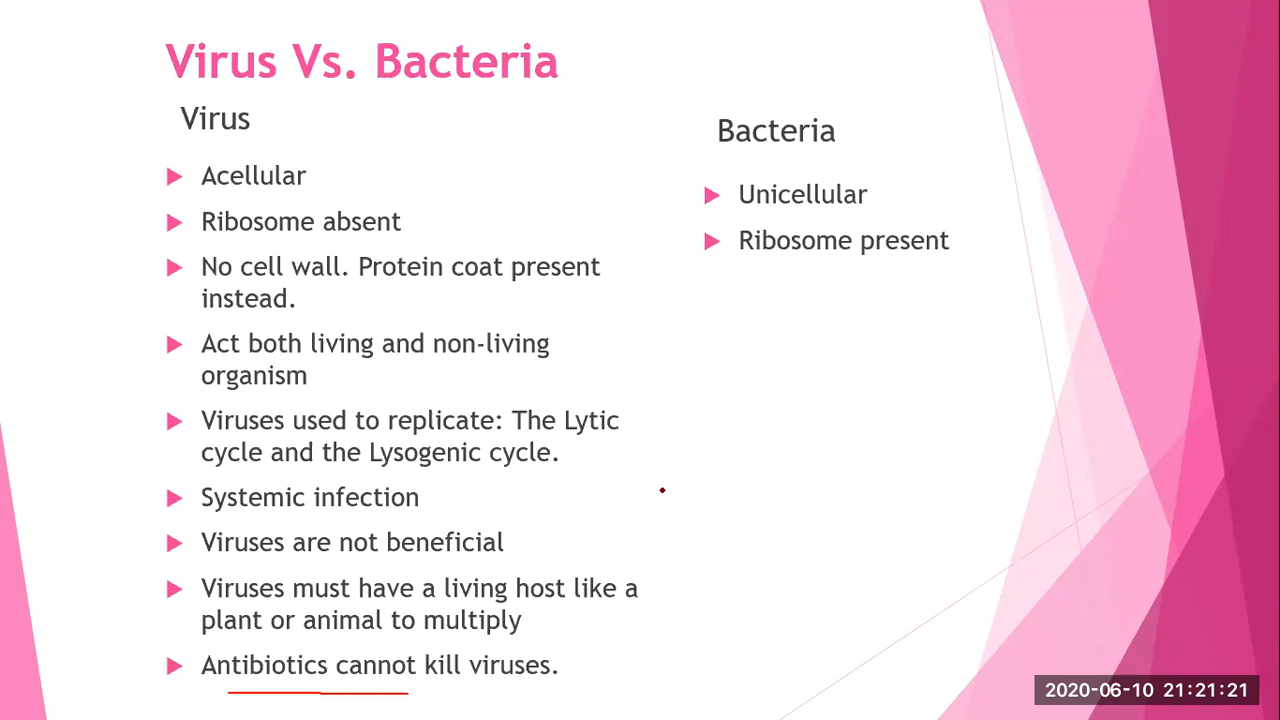 Virus Vs. Bacteria
Virus
Acellular
Ribosome absent
No cell wall. Protein coat present
instead.
Act both living and non-living
organism
Viruses used to replicate: The Lytic
cycle and the Lysogenic cycle.
Systemic infection
Viruses are not beneficial
Viruses must have a living host like a
plant or animal to multiply
Antibiotics cannot kill viruses.
Bacteria
Unicellular
Ribosome present
2020-06-10 21:21:21